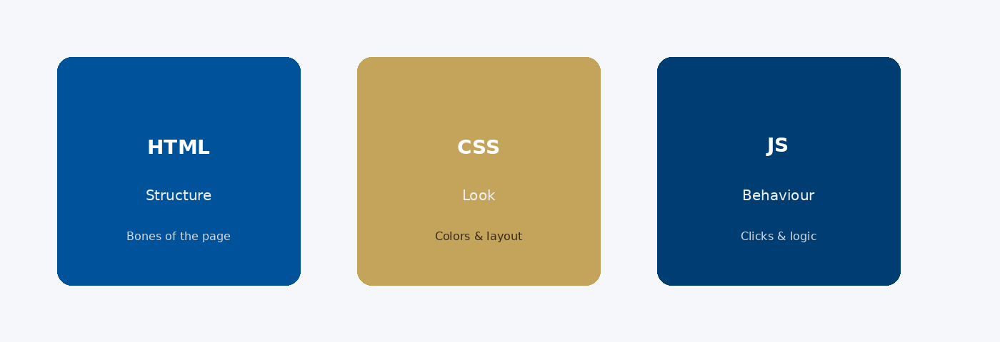 HTML
Structure
Bones of the page
CSS
Look
Colors & layout
JS
Behaviour
Clicks & logic